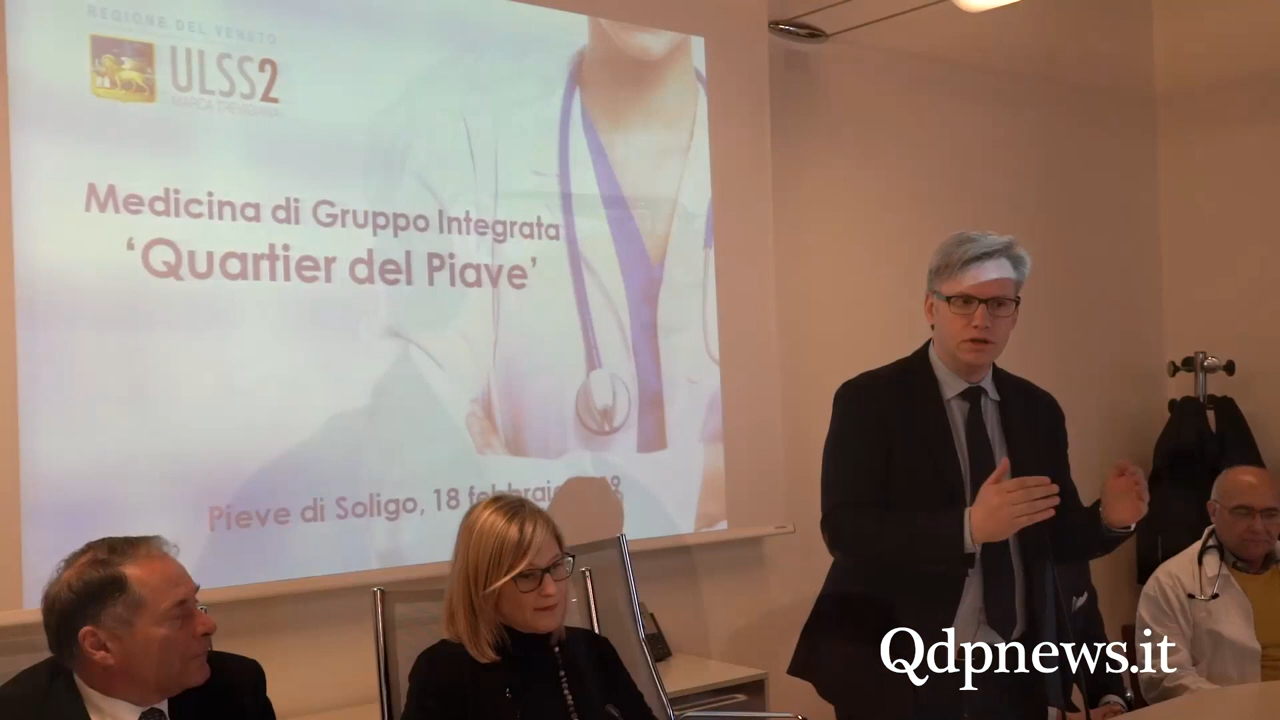 REGIONE DEL VENETO
ULSS2
MARCA TREVIGIANA
Medicina di Gruppo Integrata
‘Quartier del Piave’
Pieve di Soligo, 18 febbraio
Qdpnews.it